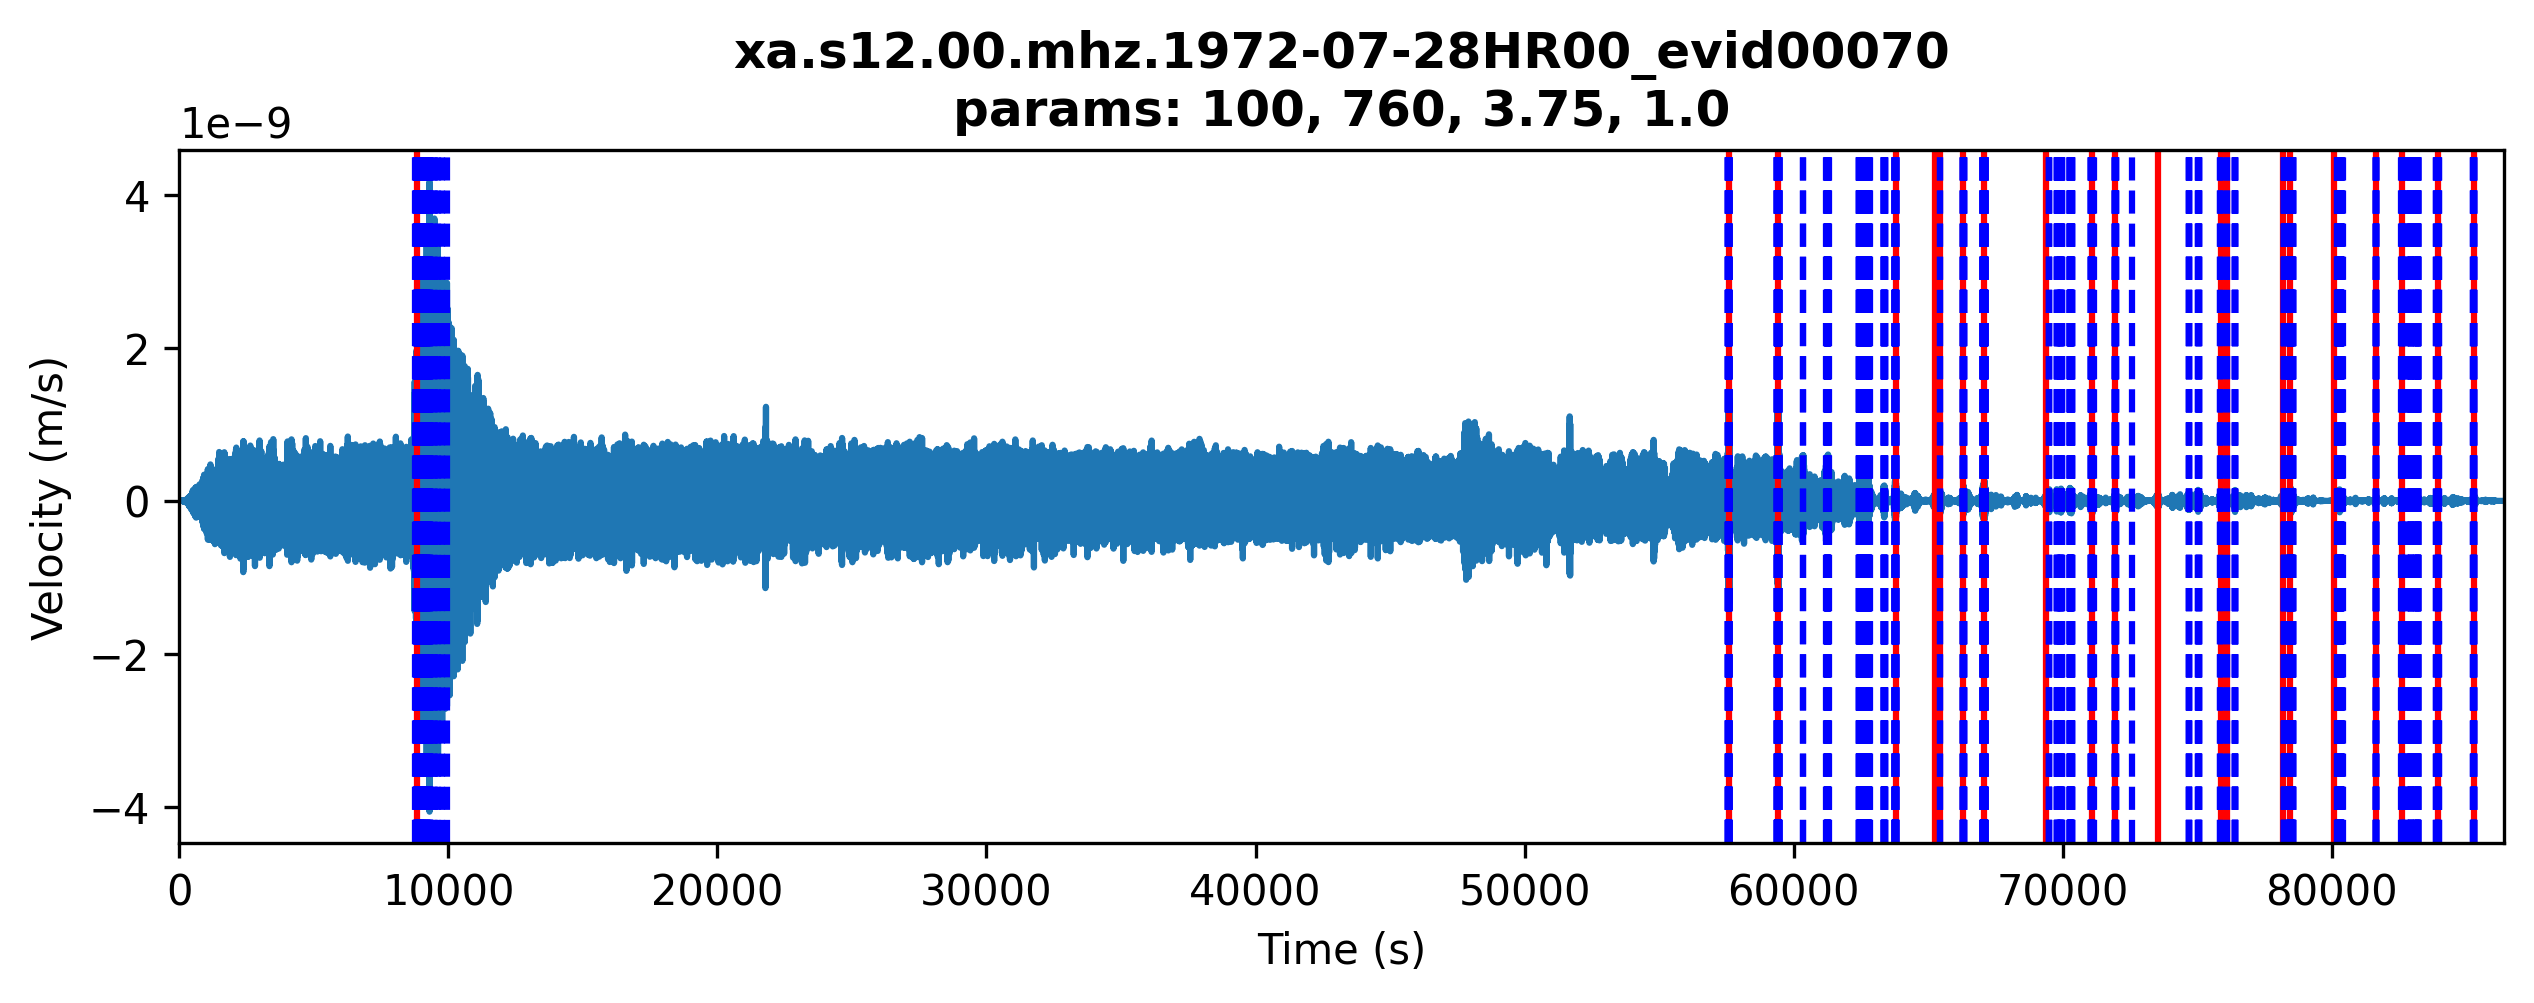 xa.s12.00.mhz.1972-07-28HR00_evid00070
params: 100, 760, 3.75, 1.0
1e−9
4
2
0
−2
−4
Velocity (m/s)
0 10000 20000 30000 40000 50000 60000 70000 80000
Time (s)